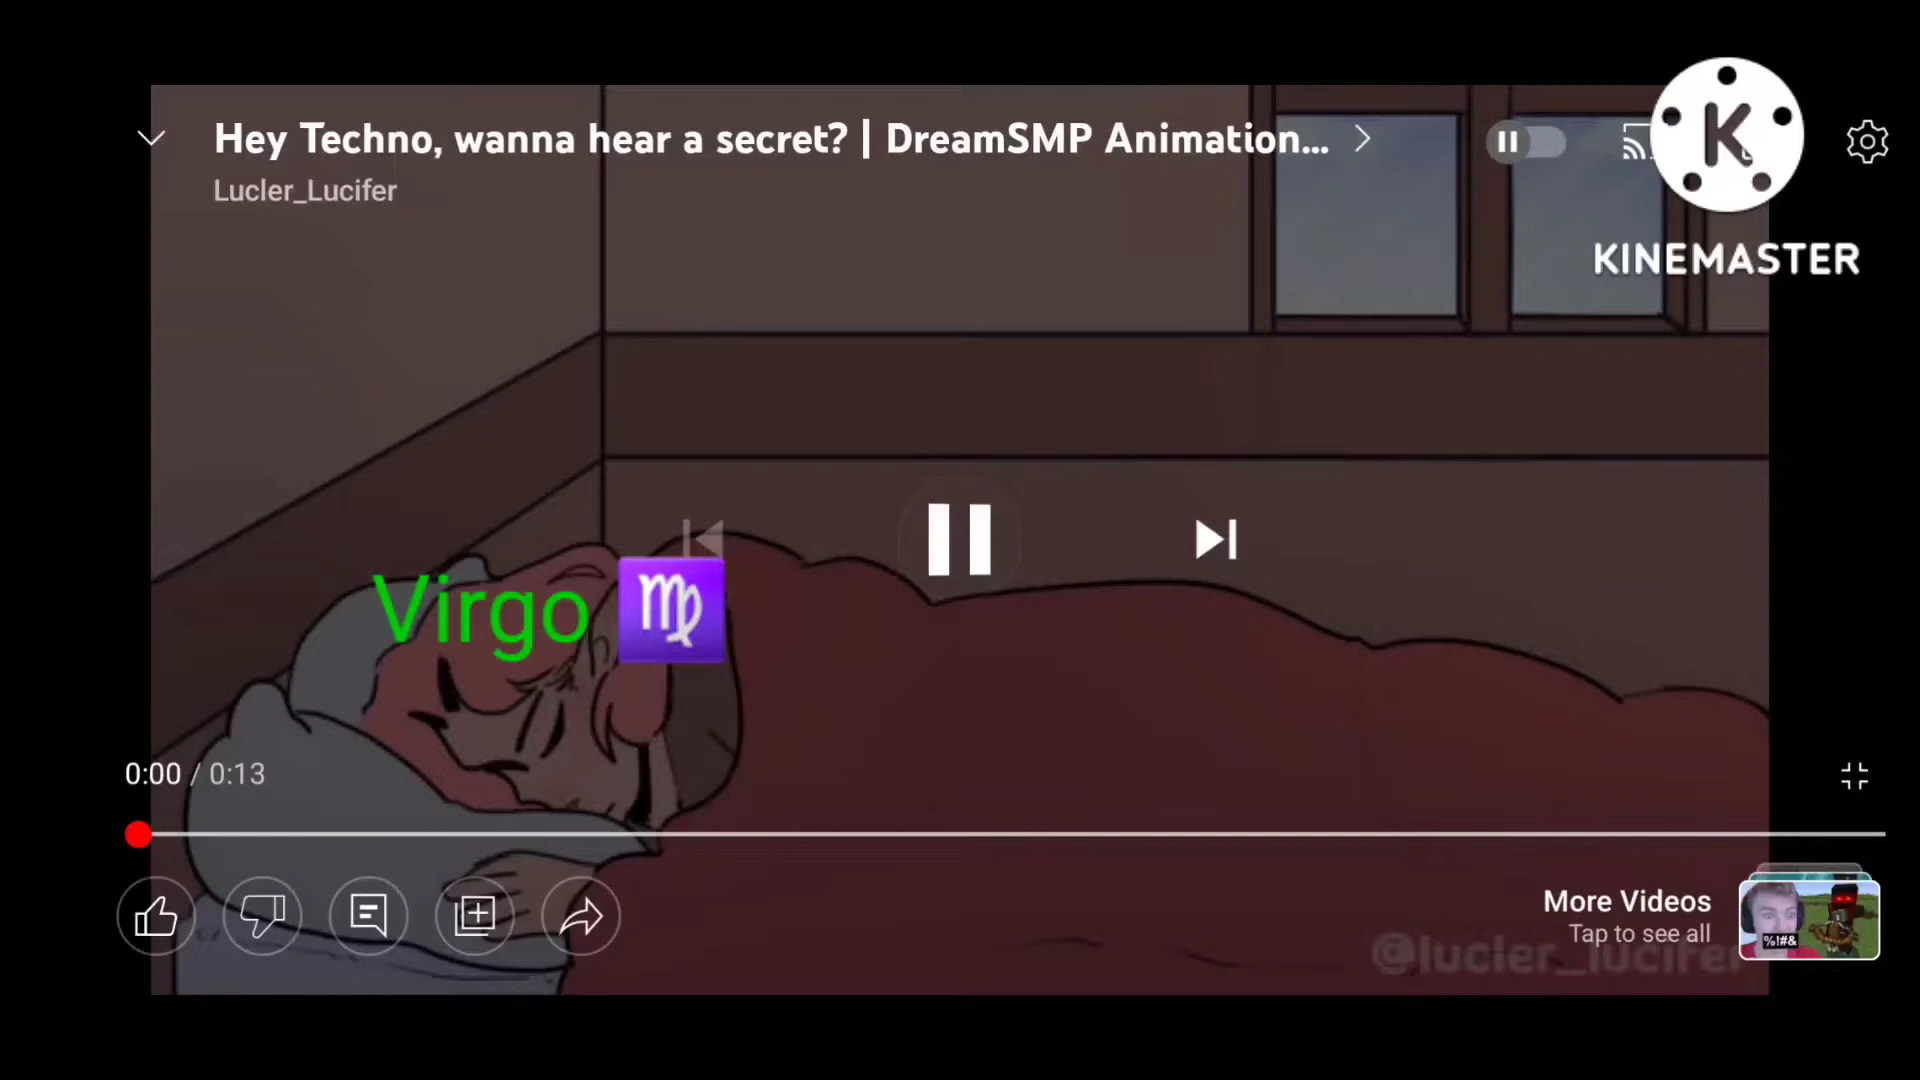 Hey Techno, wanna hear a secret? | DreamSMP Animation...
Lucler_Lucifer
K
KINEMASTER
Virgo ♍
0:00 / 0:13
More Videos
Tap to see all
%!#&
@lucler_lucifer